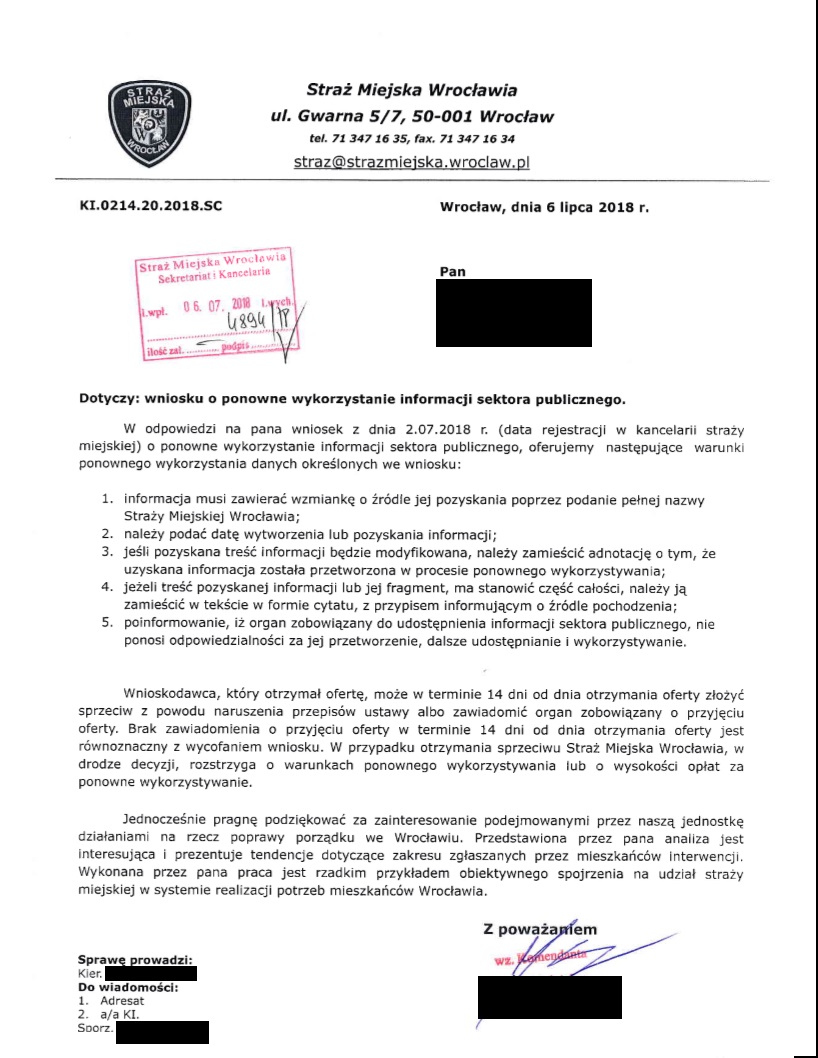 STRAŻ
MIEJSKA
WROCŁAW
Straż Miejska Wrocławia
ul. Gwarna 5/7, 50-001 Wrocław
tel. 71 347 16 35, fax. 71 347 16 34
straz@strazmiejska.wroclaw.pl
KI.0214.20.2018.SC
Wrocław, dnia 6 lipca 2018 r.
Straż Miejska Wrocławia
Sekretariat i Kancelaria
l.wpł. 06. 07. 2018 l.wych.
4894/18
ilość zał. .......... podpis ..........
Pan
Dotyczy: wniosku o ponowne wykorzystanie informacji sektora publicznego.
W odpowiedzi na pana wniosek z dnia 2.07.2018 r. (data rejestracji w kancelarii straży
miejskiej) o ponowne wykorzystanie informacji sektora publicznego, oferujemy następujące warunki
ponownego wykorzystania danych określonych we wniosku:
1. informacja musi zawierać wzmiankę o źródle jej pozyskania poprzez podanie pełnej nazwy
Straży Miejskiej Wrocławia;
2. należy podać datę wytworzenia lub pozyskania informacji;
3. jeśli pozyskana treść informacji będzie modyfikowana, należy zamieścić adnotację o tym, że
uzyskana informacja została przetworzona w procesie ponownego wykorzystywania;
4. jeżeli treść pozyskanej informacji lub jej fragment, ma stanowić część całości, należy ją
zamieścić w tekście w formie cytatu, z przypisem informującym o źródle pochodzenia;
5. poinformowanie, iż organ zobowiązany do udostępnienia informacji sektora publicznego, nie
ponosi odpowiedzialności za jej przetworzenie, dalsze udostępnianie i wykorzystywanie.
Wnioskodawca, który otrzymał ofertę, może w terminie 14 dni od dnia otrzymania oferty złożyć
sprzeciw z powodu naruszenia przepisów ustawy albo zawiadomić organ zobowiązany o przyjęciu
oferty. Brak zawiadomienia o przyjęciu oferty w terminie 14 dni od dnia otrzymania oferty jest
równoznaczny z wycofaniem wniosku. W przypadku otrzymania sprzeciwu Straż Miejska Wrocławia, w
drodze decyzji, rozstrzyga o warunkach ponownego wykorzystywania lub o wysokości opłat za
ponowne wykorzystywanie.
Jednocześnie pragnę podziękować za zainteresowanie podejmowanymi przez naszą jednostkę
działaniami na rzecz poprawy porządku we Wrocławiu. Przedstawiona przez pana analiza jest
interesująca i prezentuje tendencje dotyczące zakresu zgłaszanych przez mieszkańców interwencji.
Wykonana przez pana praca jest rzadkim przykładem obiektywnego spojrzenia na udział straży
miejskiej w systemie realizacji potrzeb mieszkańców Wrocławia.
Z poważaniem
wz. Komendanta
Sprawę prowadzi:
Kier.
Do wiadomości:
1. Adresat
2. a/a KI.
Sporz.